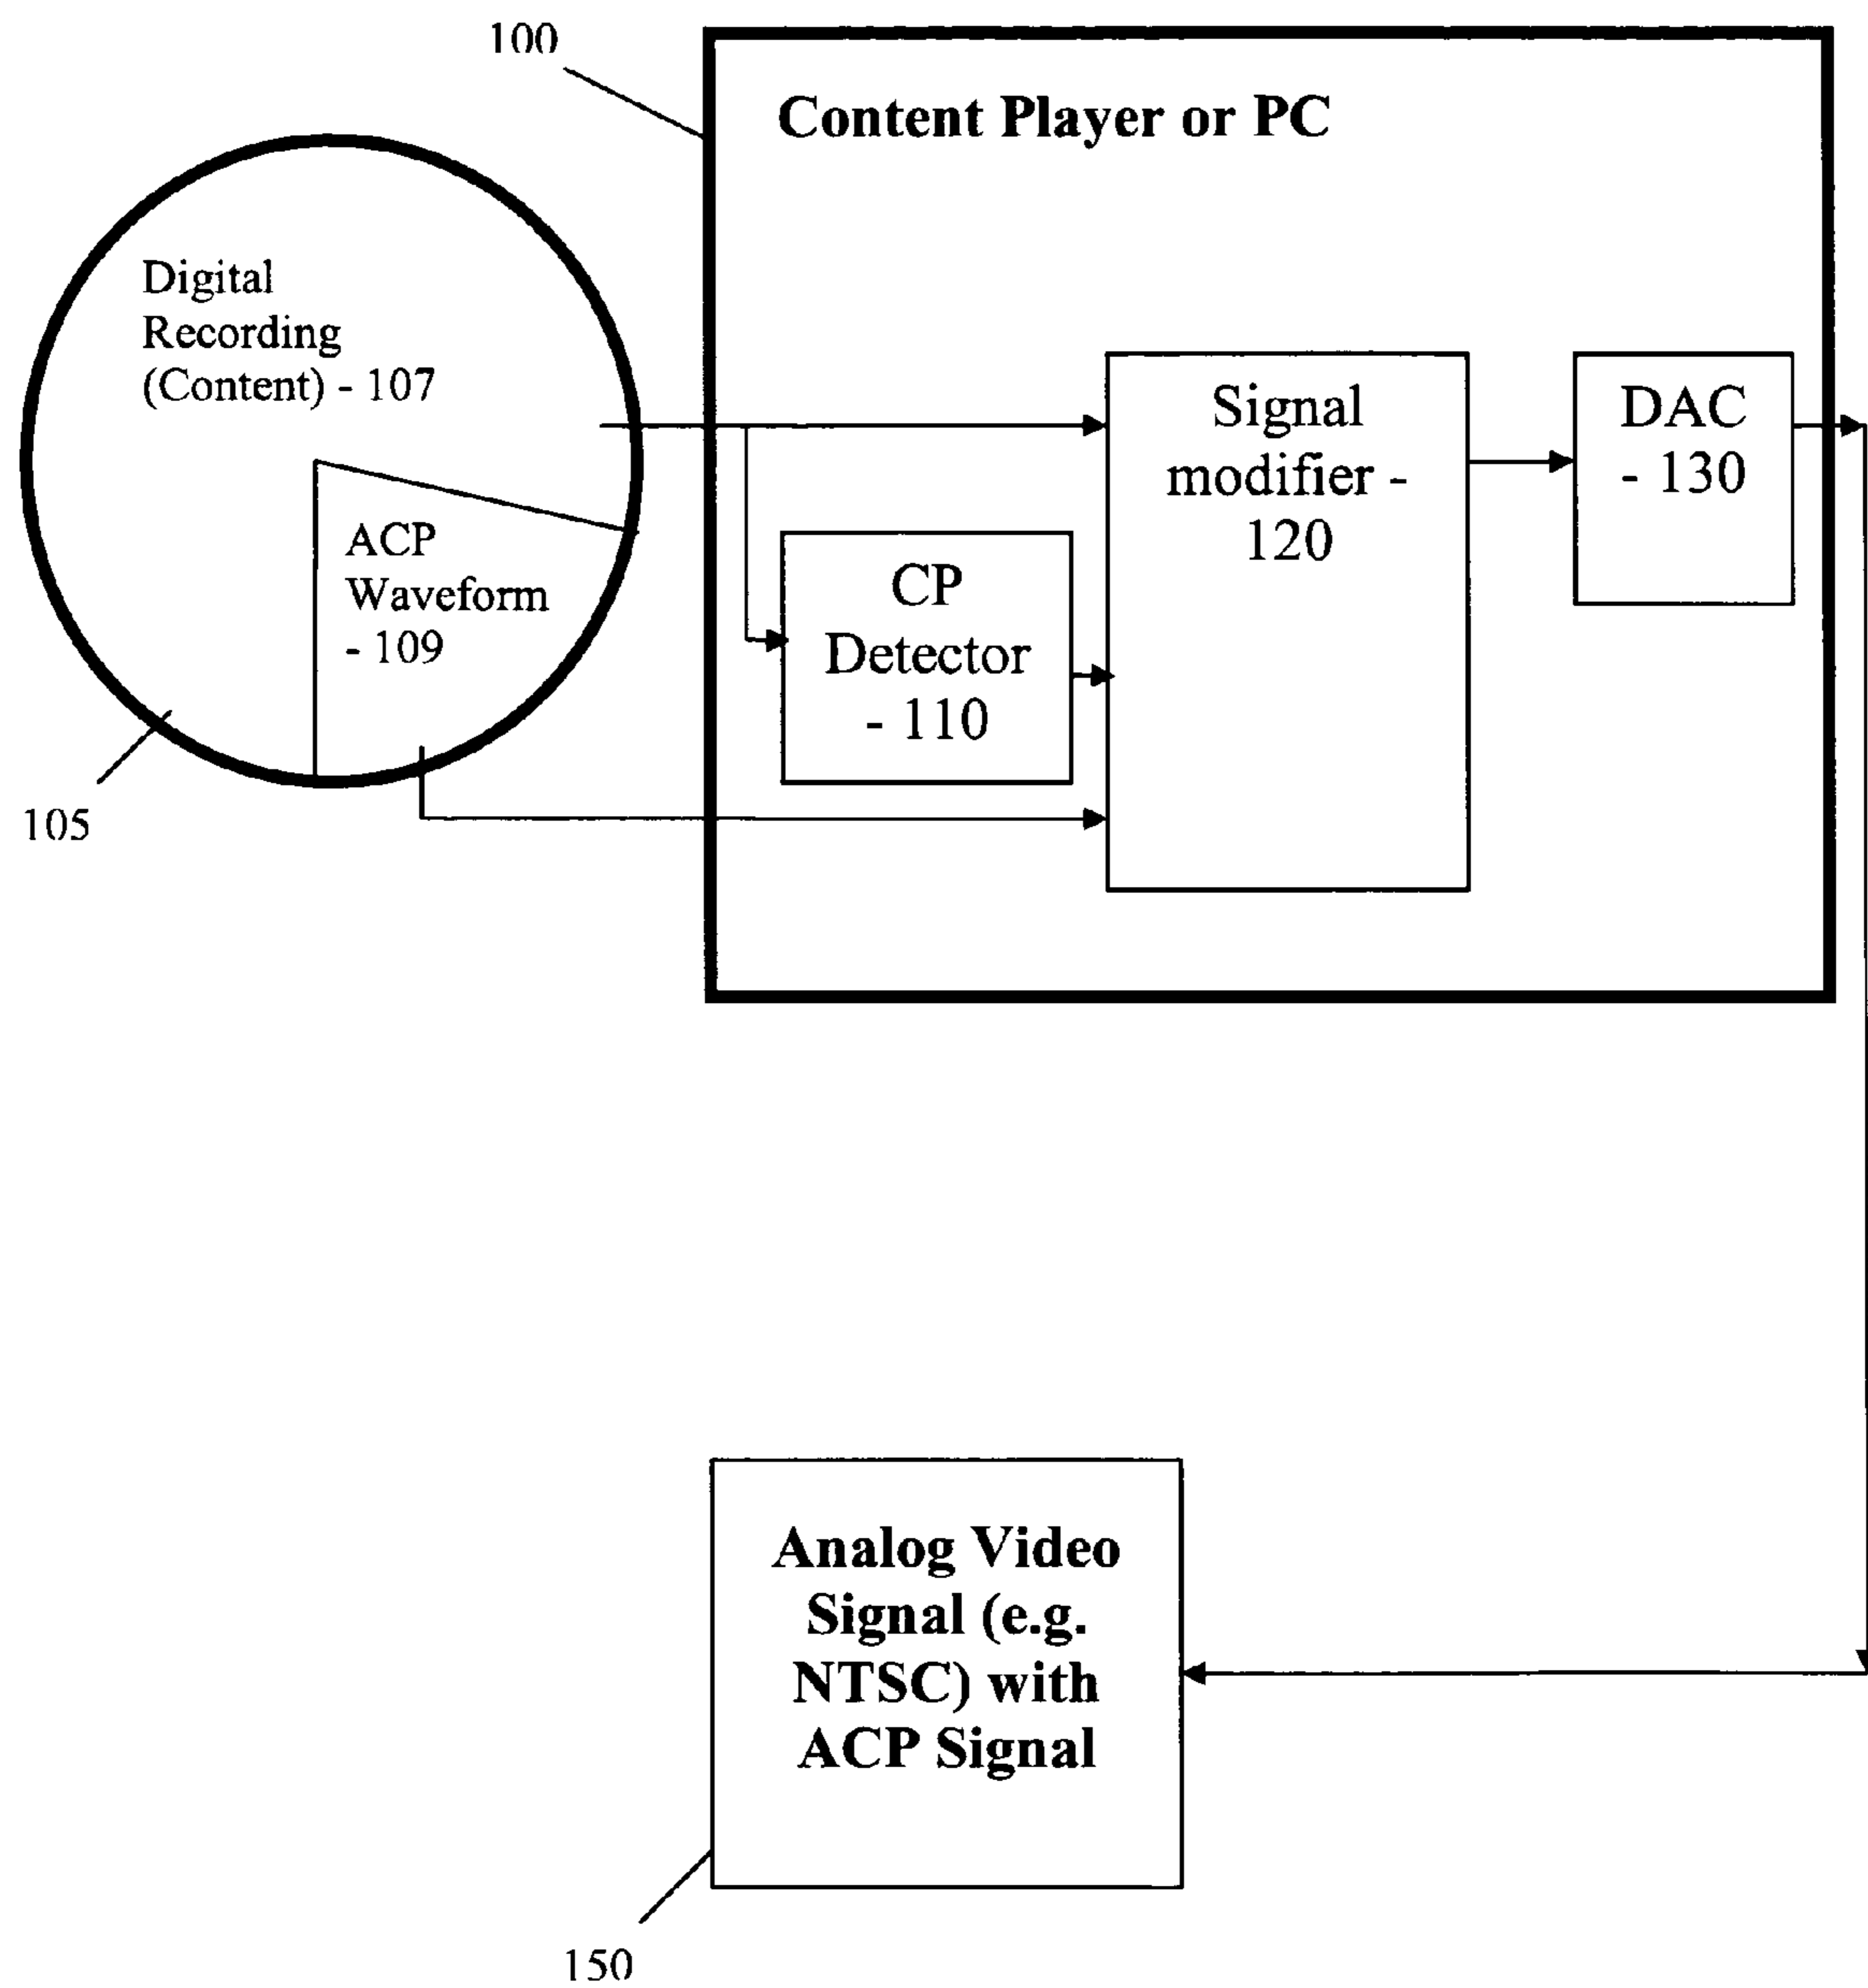 100
Content Player or PC
Digital
Recording
(Content) - 107
ACP
Waveform
- 109
105
CP
Detector
- 110
Signal
modifier -
120
DAC
- 130
Analog Video
Signal (e.g.
NTSC) with
ACP Signal
150